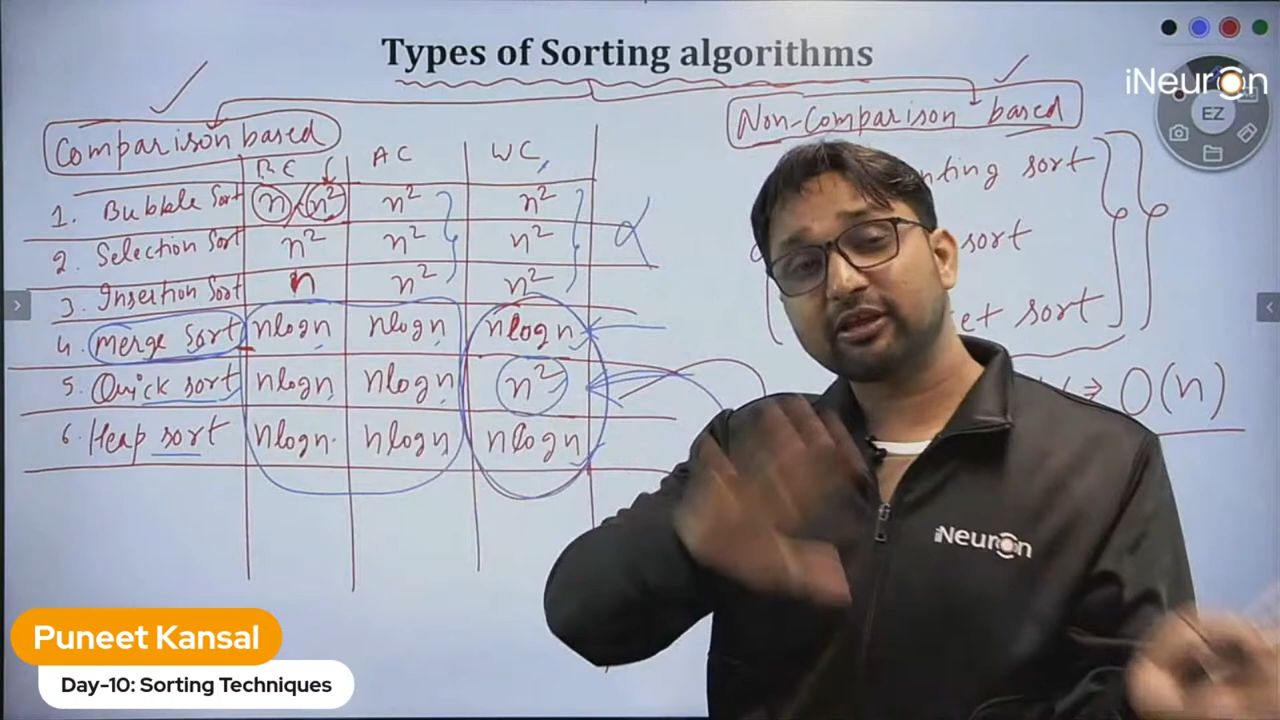 Types of Sorting algorithms
iNeuron
EZ
Comparison based
Non-Comparison based
BC AC WC
1. Bubble Sort n / n² n² n²
2. Selection Sort n² n² n²
3. Insertion Sort n n² n²
4. Merge Sort nlogn nlogn nlogn
5. Quick sort nlogn nlogn n²
6. Heap sort nlogn nlogn nlogn
sort
sort
sort
⇒ O(n)
iNeuron
Puneet Kansal
Day-10: Sorting Techniques